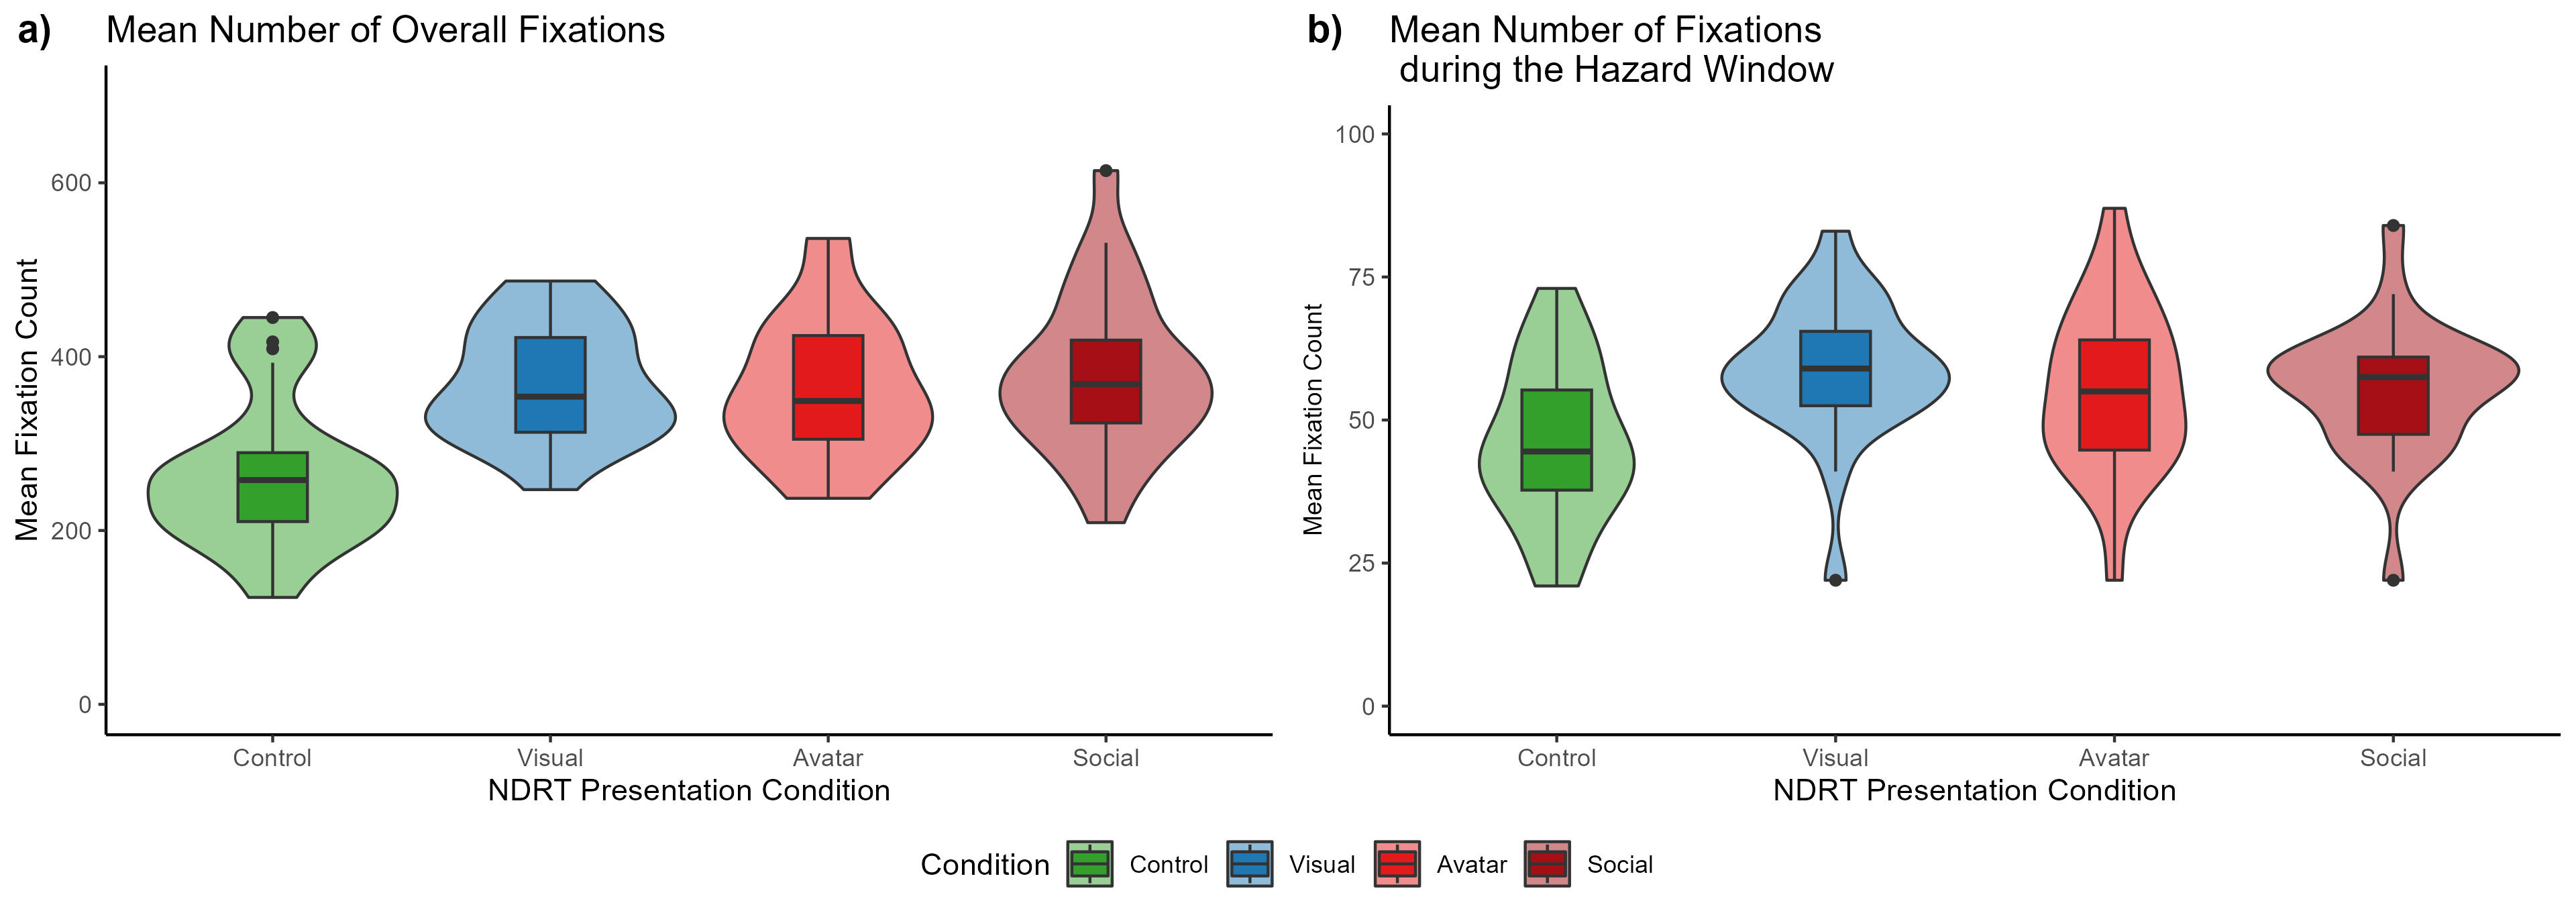 a) Mean Number of Overall Fixations
Mean Fixation Count
600
400
200
0
Control Visual Avatar Social
NDRT Presentation Condition
b) Mean Number of Fixations
during the Hazard Window
Mean Fixation Count
100
75
50
25
0
Control Visual Avatar Social
NDRT Presentation Condition
Condition Control Visual Avatar Social